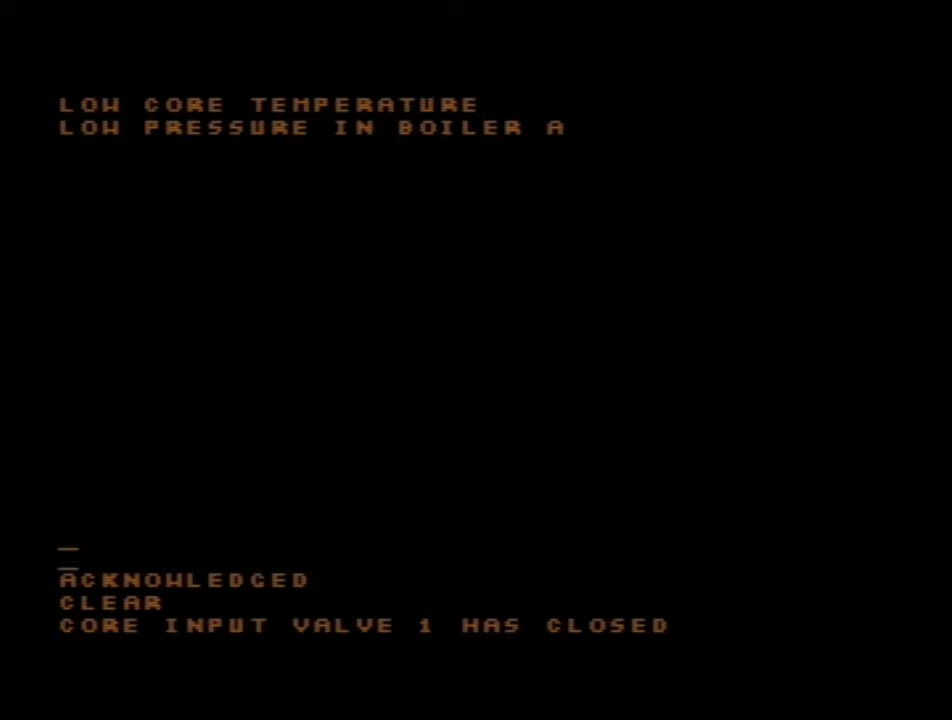 LOW CORE TEMPERATURE
LOW PRESSURE IN BOILER A
ACKNOWLEDGED
CLEAR
CORE INPUT VALVE 1 HAS CLOSED